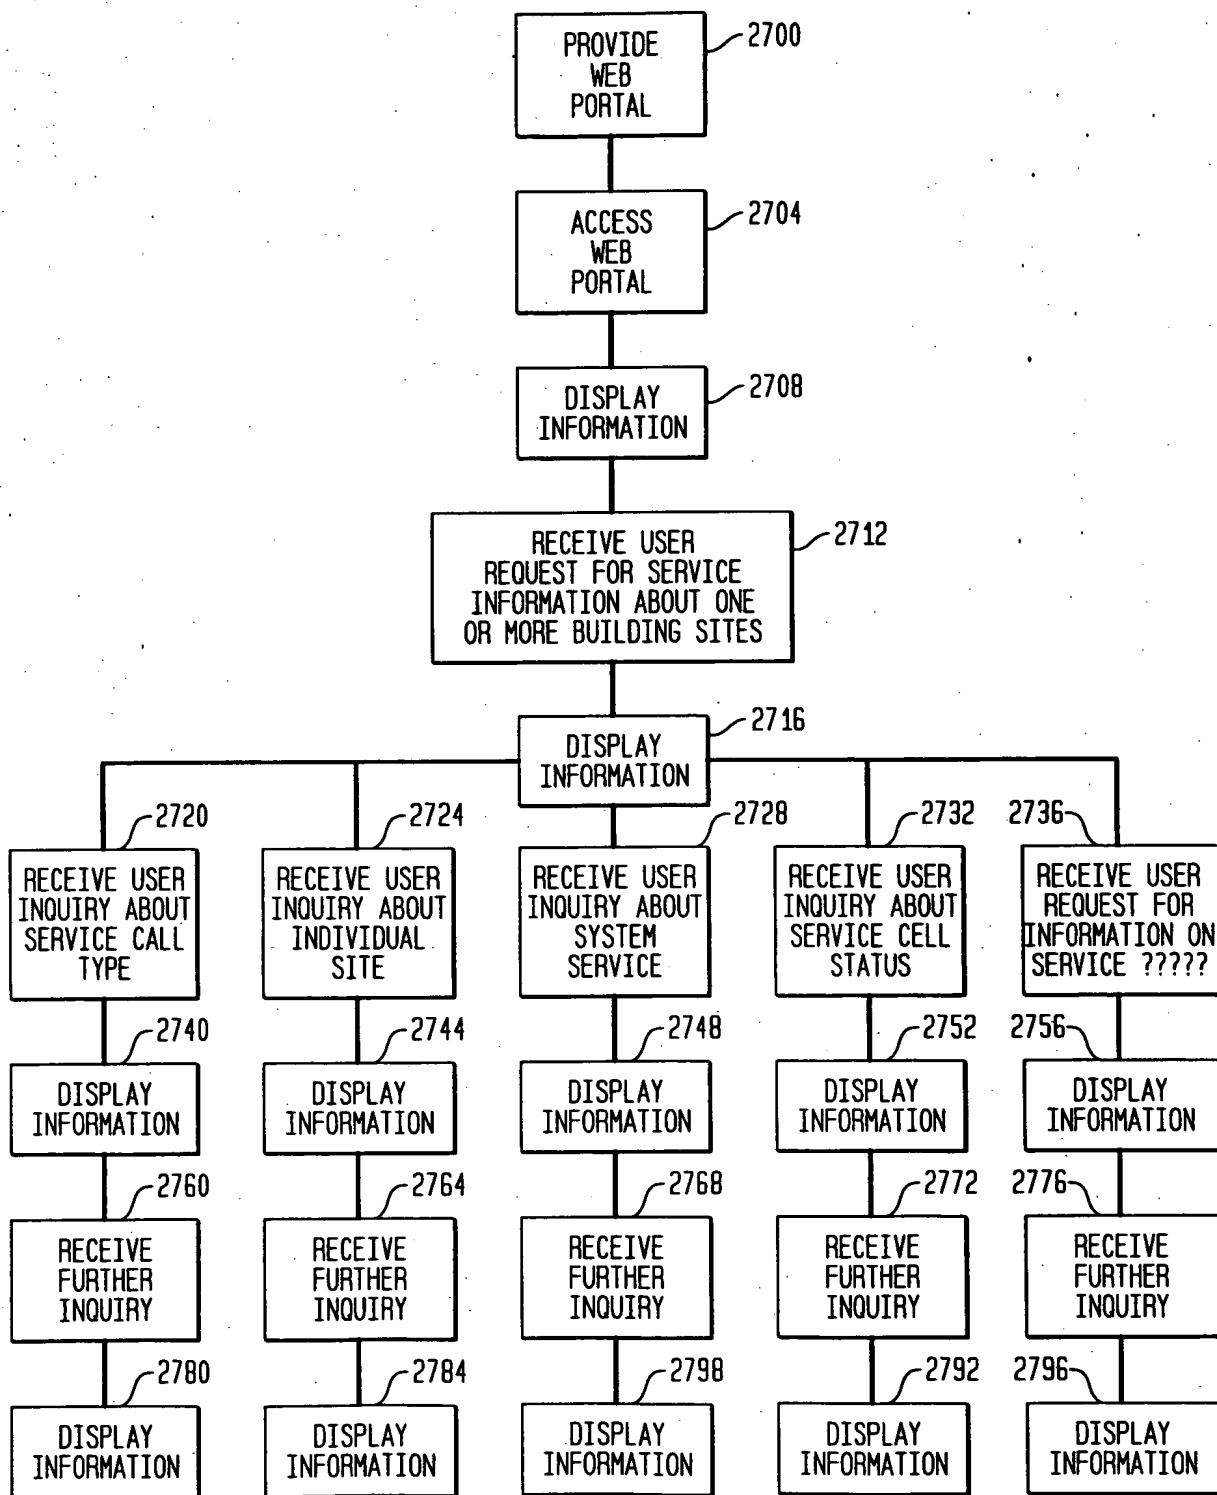 PROVIDE
WEB
PORTAL
2700
ACCESS
WEB
PORTAL
2704
DISPLAY
INFORMATION
2708
RECEIVE USER
REQUEST FOR SERVICE
INFORMATION ABOUT ONE
OR MORE BUILDING SITES
2712
DISPLAY
INFORMATION
2716
2720
RECEIVE USER
INQUIRY ABOUT
SERVICE CALL
TYPE
2724
RECEIVE USER
INQUIRY ABOUT
INDIVIDUAL
SITE
2728
RECEIVE USER
INQUIRY ABOUT
SYSTEM
SERVICE
2732
RECEIVE USER
INQUIRY ABOUT
SERVICE CELL
STATUS
2736
RECEIVE USER
REQUEST FOR
INFORMATION ON
SERVICE ?????
2740
DISPLAY
INFORMATION
2744
DISPLAY
INFORMATION
2748
DISPLAY
INFORMATION
2752
DISPLAY
INFORMATION
2756
DISPLAY
INFORMATION
2760
RECEIVE
FURTHER
INQUIRY
2764
RECEIVE
FURTHER
INQUIRY
2768
RECEIVE
FURTHER
INQUIRY
2772
RECEIVE
FURTHER
INQUIRY
2776
RECEIVE
FURTHER
INQUIRY
2780
DISPLAY
INFORMATION
2784
DISPLAY
INFORMATION
2798
DISPLAY
INFORMATION
2792
DISPLAY
INFORMATION
2796
DISPLAY
INFORMATION